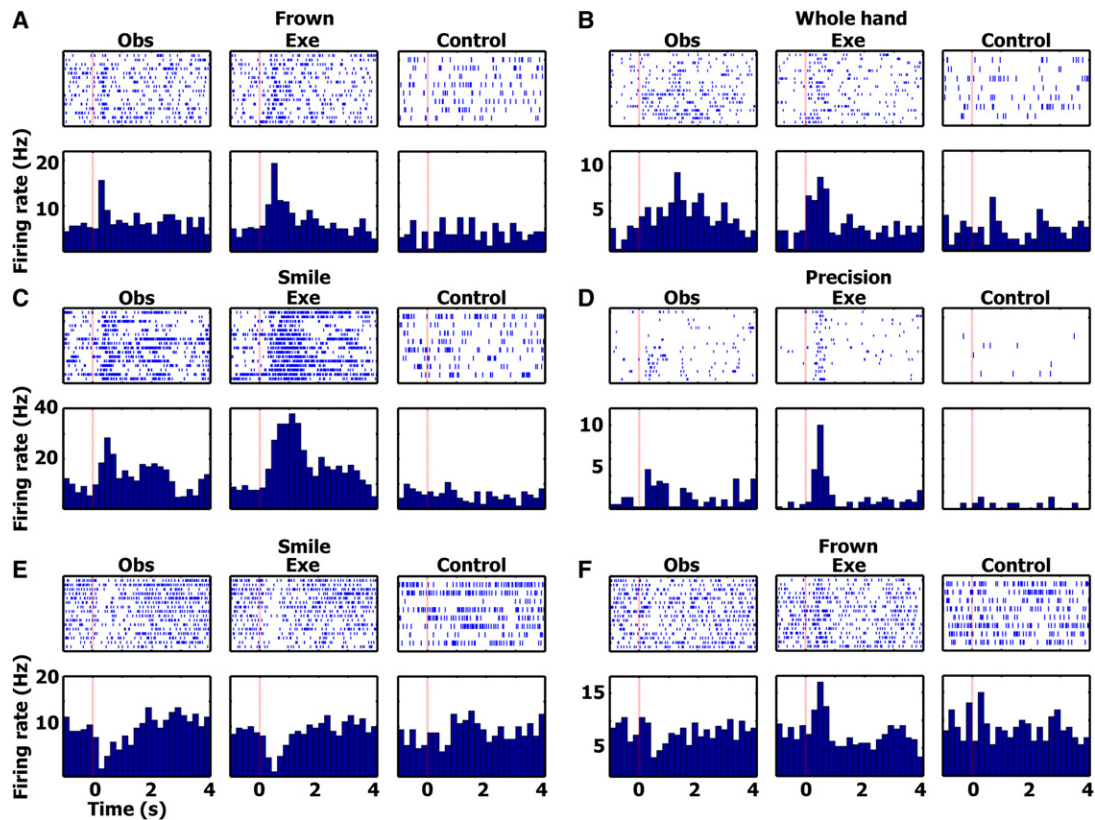 A
Frown
Obs
Exe
Control
Firing rate (Hz)
20
10
B
Whole hand
Obs
Exe
Control
10
5
C
Smile
Obs
Exe
Control
Firing rate (Hz)
40
20
D
Precision
Obs
Exe
Control
10
5
E
Smile
Obs
Exe
Control
Firing rate (Hz)
20
10
0 2 4 0 2 4 0 2 4
Time (s)
F
Frown
Obs
Exe
Control
15
5
0 2 4 0 2 4 0 2 4